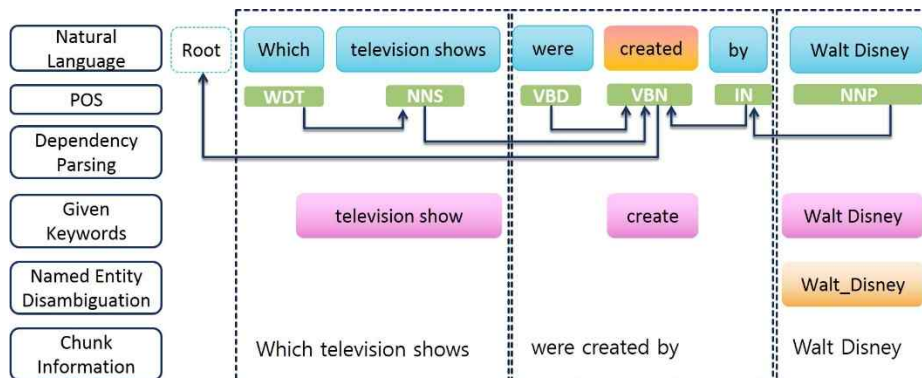 Natural
Language
Root
Which
television shows
were
created
by
Walt Disney
POS
WDT
NNS
VBD
VBN
IN
NNP
Dependency
Parsing
Given
Keywords
television show
create
Walt Disney
Named Entity
Disambiguation
Walt_Disney
Chunk
Information
Which television shows
were created by
Walt Disney